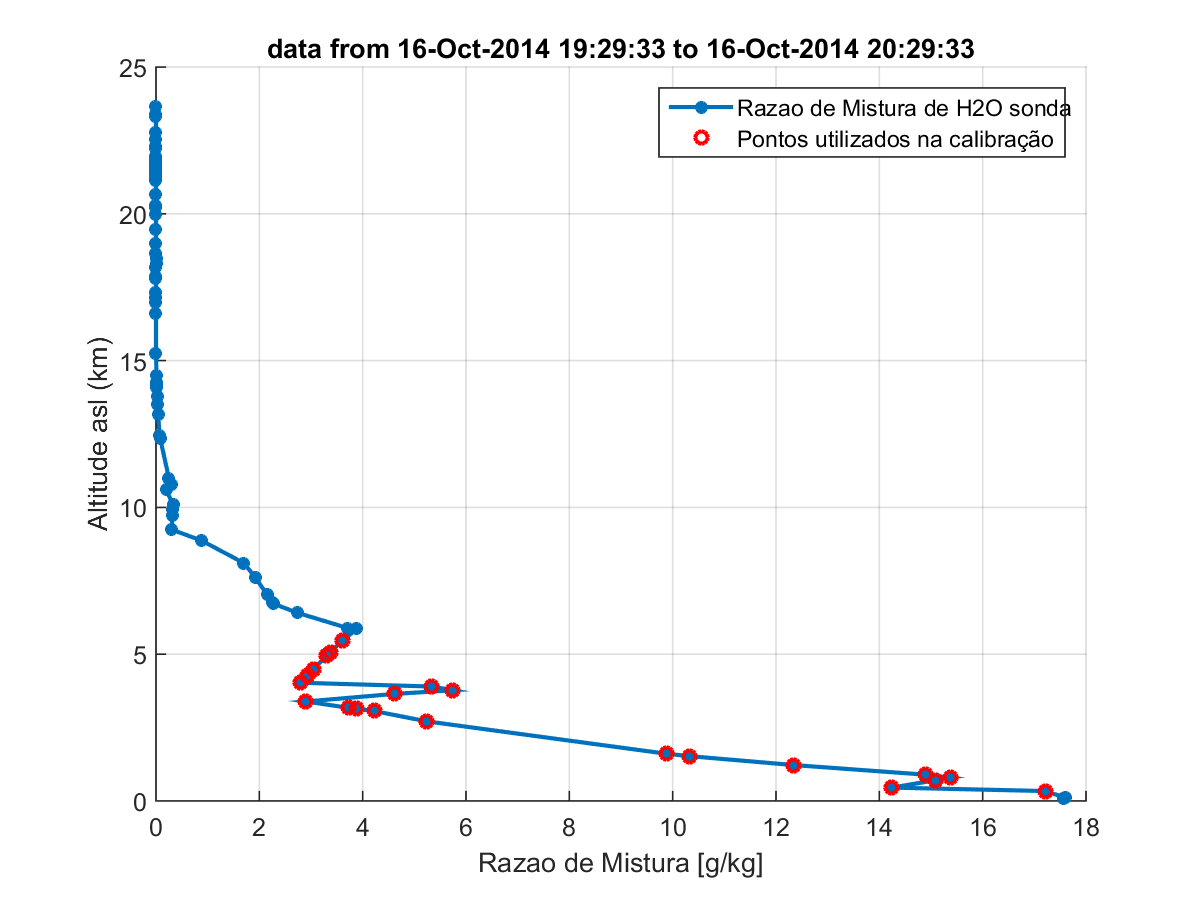 data from 16-Oct-2014 19:29:33 to 16-Oct-2014 20:29:33
Razao de Mistura de H2O sonda
Pontos utilizados na calibração
Altitude asl (km)
25
20
15
10
5
0
0 2 4 6 8 10 12 14 16 18
Razao de Mistura [g/kg]